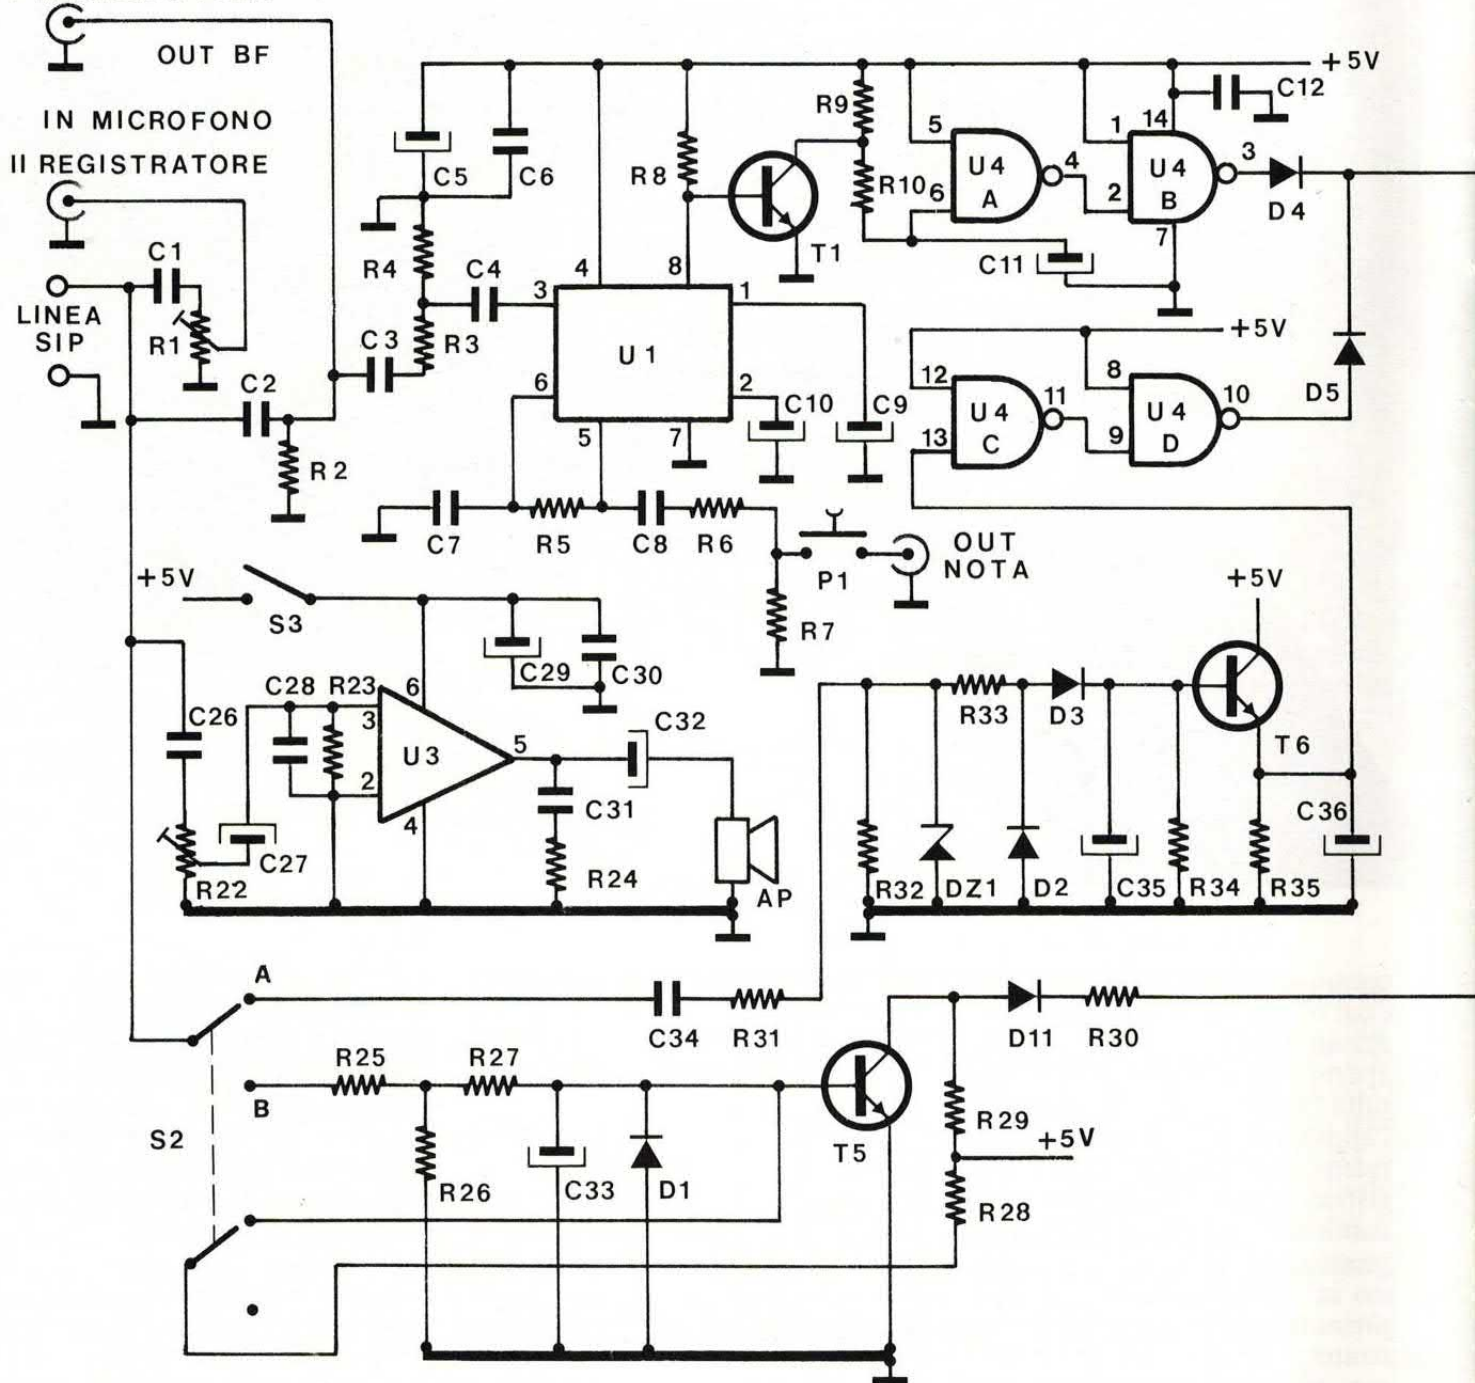 OUT BF
IN MICROFONO
II REGISTRATORE
LINEA
SIP
C1
R1
C2
R2
C3
R3
R4
C4
C5
C6
+5V
R8
T1
R9
R10
C11
C12
5
6
U4
A
4
1
2
14
U4
B
7
3
D4
D5
3
4
8
1
U1
6
5
7
2
C10
C9
C7
R5
C8
R6
R7
P1
OUT
NOTA
+5V
12
13
U4
C
11
8
9
U4
D
10
+5V
S3
C29
C30
C26
R22
C27
C28
R23
3
2
6
4
U3
5
C31
R24
C32
AP
+5V
T6
R33
D3
R32
DZ1
D2
C35
R34
R35
C36
A
B
S2
C34
R31
R25
R27
R26
C33
D1
T5
D11
R30
R29
+5V
R28